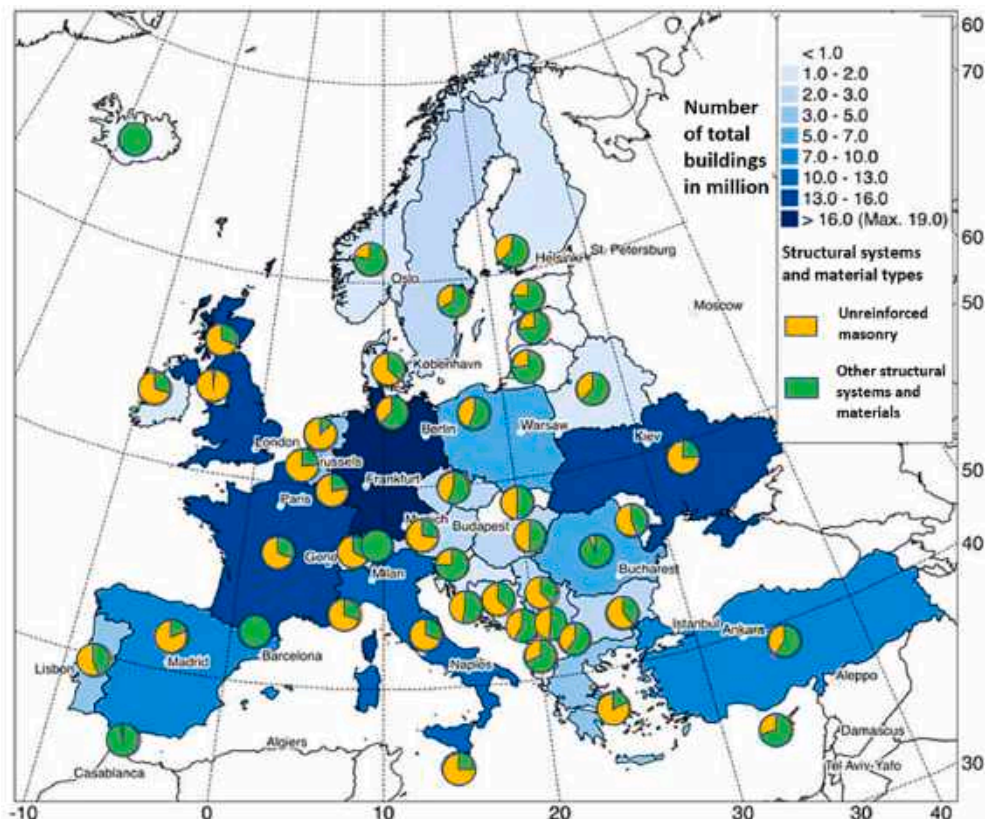 60
70
60
50
50
40
40
30
-10
0
10
20
30
30
40
Number
of total
buildings
in million
< 1.0
1.0 - 2.0
2.0 - 3.0
3.0 - 5.0
5.0 - 7.0
7.0 - 10.0
10.0 - 13.0
13.0 - 16.0
> 16.0 (Max. 19.0)
Structural systems
and material types
Unreinforced
masonry
Other structural
systems and
materials
Oslo
Helsinki
St. Petersburg
Moscow
København
London
Berlin
Warsaw
Kiev
Frankfurt
Paris
Budapest
Milan
Bucharest
Istanbul
Ankara
Lisbon
Madrid
Barcelona
Naples
Aleppo
Algiers
Damascus
Casablanca
Tel Aviv-Yafo